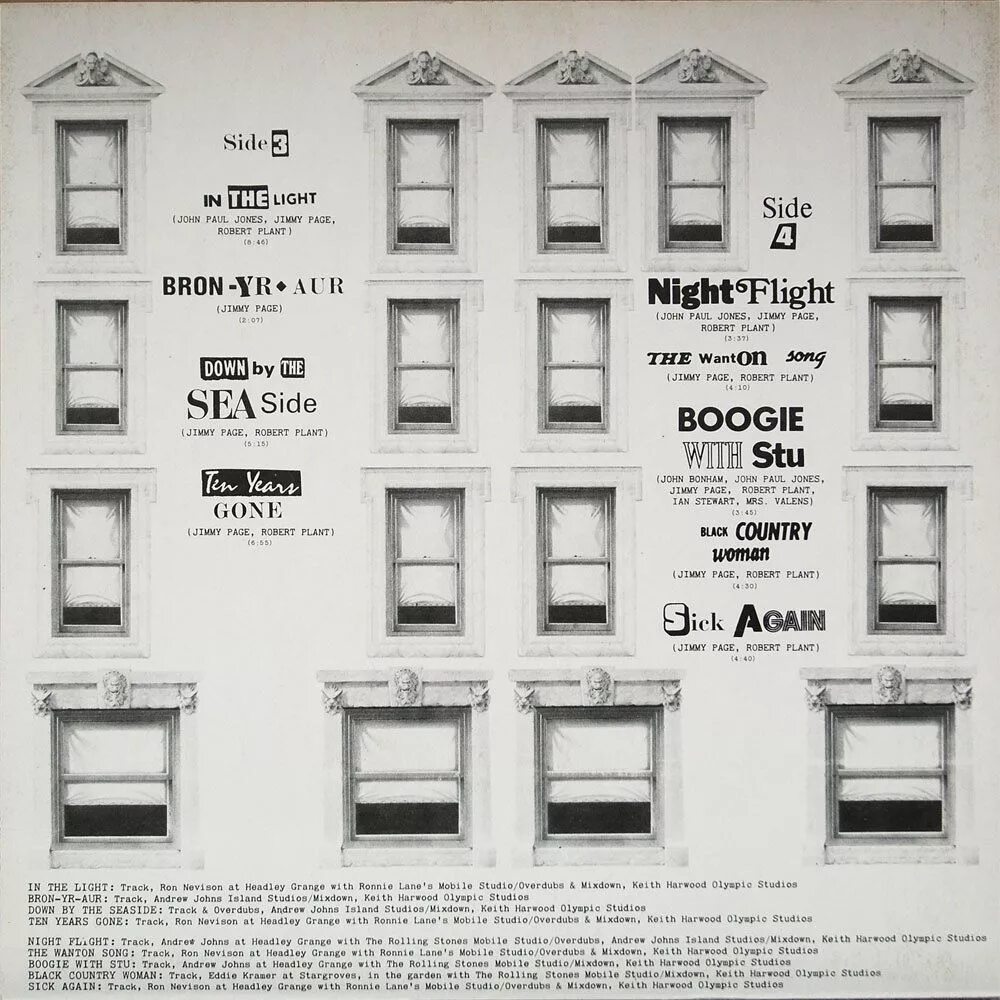 Side 3
IN THE LIGHT
(JOHN PAUL JONES, JIMMY PAGE,
ROBERT PLANT)
(8:46)
BRON-YR♦AUR
(JIMMY PAGE)
(2:07)
DOWN by THE
SEA Side
(JIMMY PAGE, ROBERT PLANT)
(5:15)
Ten Years
GONE
(JIMMY PAGE, ROBERT PLANT)
(6:55)
Side
4
Night Flight
(JOHN PAUL JONES, JIMMY PAGE,
ROBERT PLANT)
(3:37)
THE WantON song
(JIMMY PAGE, ROBERT PLANT)
(4:10)
BOOGIE
WITH Stu
(JOHN BONHAM, JOHN PAUL JONES,
JIMMY PAGE, ROBERT PLANT,
IAN STEWART, MRS. VALENS)
(3:45)
BLACK COUNTRY
woman
(JIMMY PAGE, ROBERT PLANT)
(4:30)
Sick AGAIN
(JIMMY PAGE, ROBERT PLANT)
(4:40)
IN THE LIGHT: Track, Ron Nevison at Headley Grange with Ronnie Lane's Mobile Studio/Overdubs & Mixdown, Keith Harwood Olympic Studios
BRON-YR-AUR: Track, Andrew Johns Island Studios/Mixdown, Keith Harwood Olympic Studios
DOWN BY THE SEASIDE: Track & Overdubs, Andrew Johns Island Studios/Mixdown, Keith Harwood Olympic Studios
TEN YEARS GONE: Track, Ron Nevison at Headley Grange with Ronnie Lane's Mobile Studio/Overdubs & Mixdown, Keith Harwood Olympic Studios
NIGHT FLiGHT: Track, Andrew Johns at Headley Grange with The Rolling Stones Mobile Studio/Overdubs, Andrew Johns Island Studios/Mixdown, Keith Harwood Olympic Studios
THE WANTON SONG: Track, Ron Nevison at Headley Grange with Ronnie Lane's Mobile Studio/Overdubs & Mixdown, Keith Harwood Olympic Studios
BOOGIE WITH STU: Track, Andrew Johns at Headley Grange with The Rolling Stones Mobile Studio/Mixdown, Keith Harwood Olympic Studios
BLACK COUNTRY WOMAN: Track, Eddie Kramer at Stargroves, in the garden with The Rolling Stones Mobile Studio/Mixdown, Keith Harwood Olympic Studios
SICK AGAIN: Track, Ron Nevison at Headley Grange with Ronnie Lane's Mobile Studio/Overdubs & Mixdown, Keith Harwood Olympic Studios